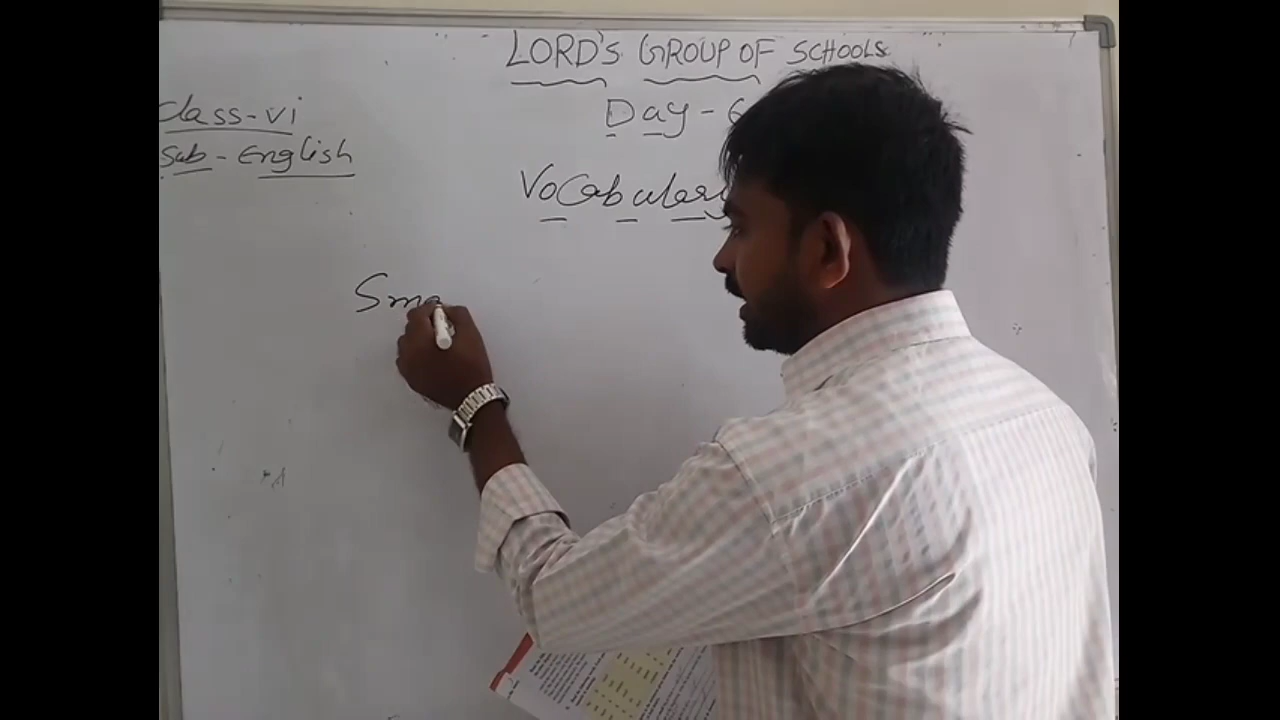 LORD'S GROUP OF SCHOOLS
Class-VI
Day - 6
Sub - English
Vocabulary
Sma